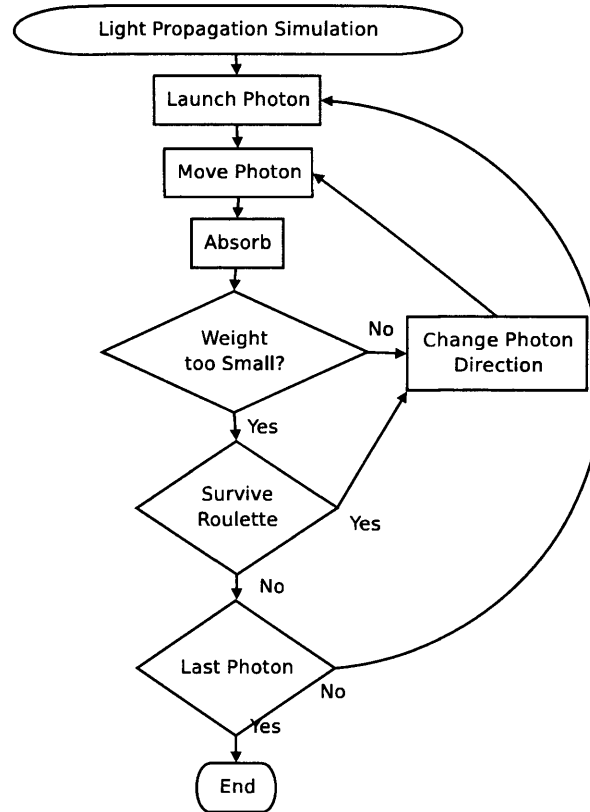 Light Propagation Simulation
Launch Photon
Move Photon
Absorb
Weight
too Small?
No
Change Photon
Direction
Yes
Survive
Roulette
Yes
No
Last Photon
No
Yes
End